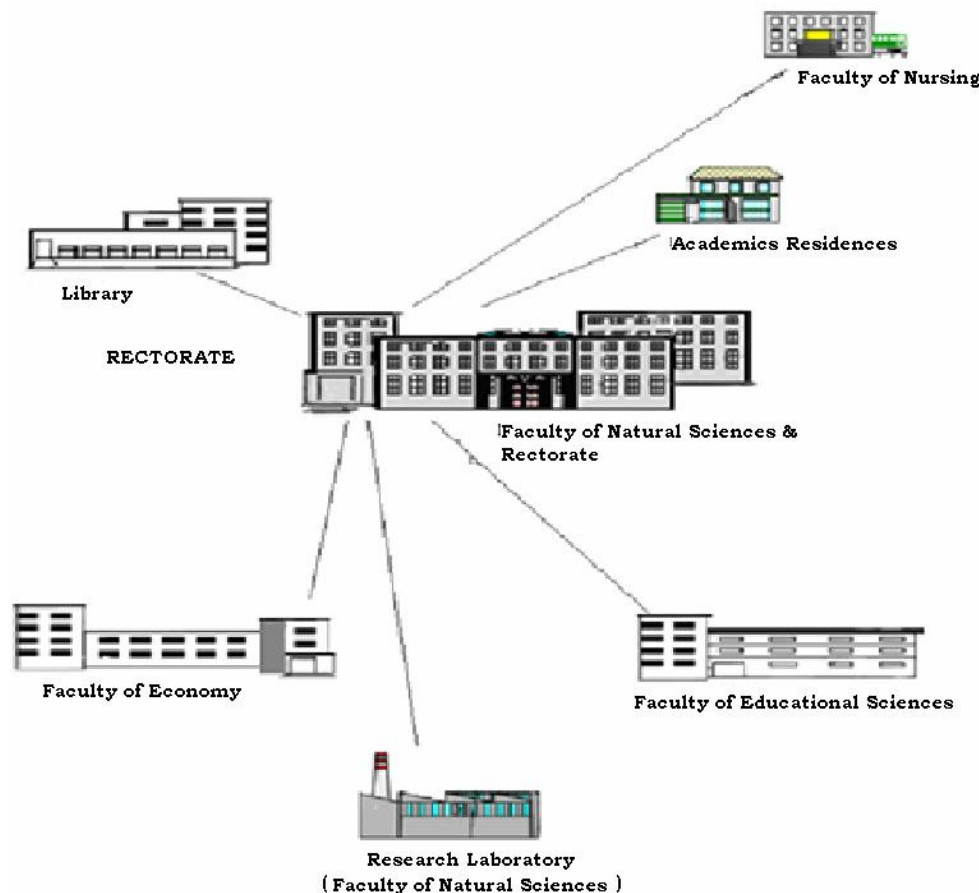 Faculty of Nursing
Academics Residences
Library
RECTORATE
Faculty of Natural Sciences &
Rectorate
Faculty of Economy
Faculty of Educational Sciences
Research Laboratory
( Faculty of Natural Sciences )